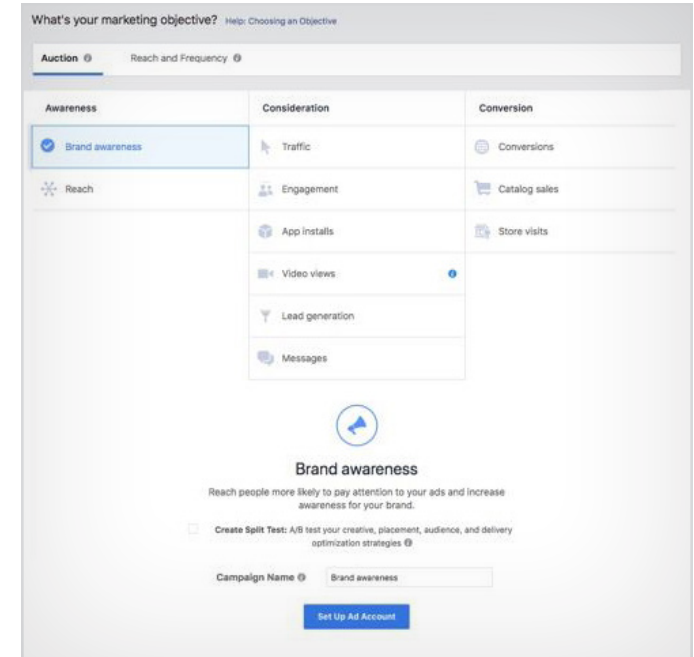 What's your marketing objective? Help: Choosing an Objective
Auction Reach and Frequency
Awareness Consideration Conversion
Brand awareness Traffic Conversions
Reach Engagement Catalog sales
App installs Store visits
Video views
Lead generation
Messages
Brand awareness
Reach people more likely to pay attention to your ads and increase
awareness for your brand.
Create Split Test: A/B test your creative, placement, audience, and delivery
optimization strategies
Campaign Name Brand awareness
Set Up Ad Account